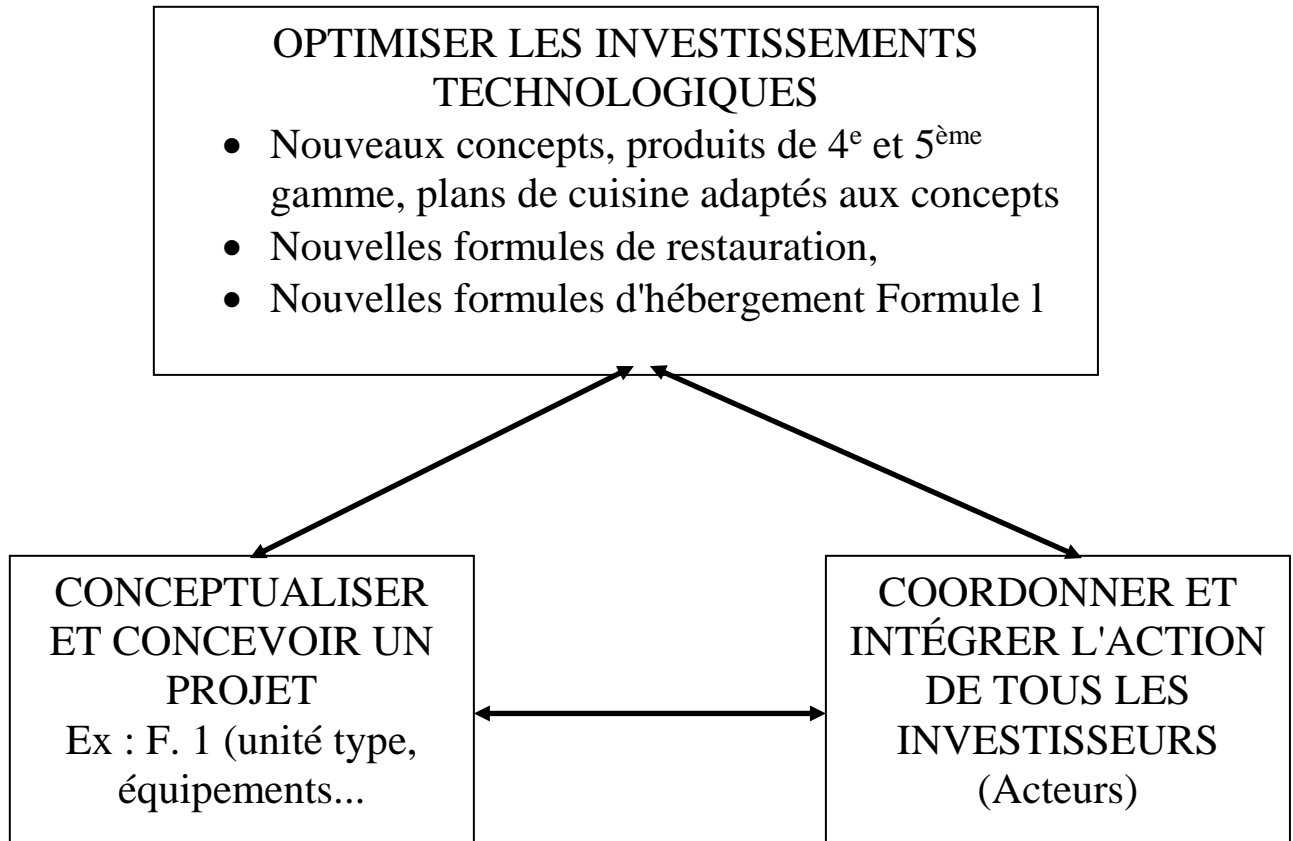 OPTIMISER LES INVESTISSEMENTS
TECHNOLOGIQUES
• Nouveaux concepts, produits de 4e et 5ème
gamme, plans de cuisine adaptés aux concepts
• Nouvelles formules de restauration,
• Nouvelles formules d'hébergement Formule l
CONCEPTUALISER
ET CONCEVOIR UN
PROJET
Ex : F. 1 (unité type,
équipements...
COORDONNER ET
INTÉGRER L'ACTION
DE TOUS LES
INVESTISSEURS
(Acteurs)